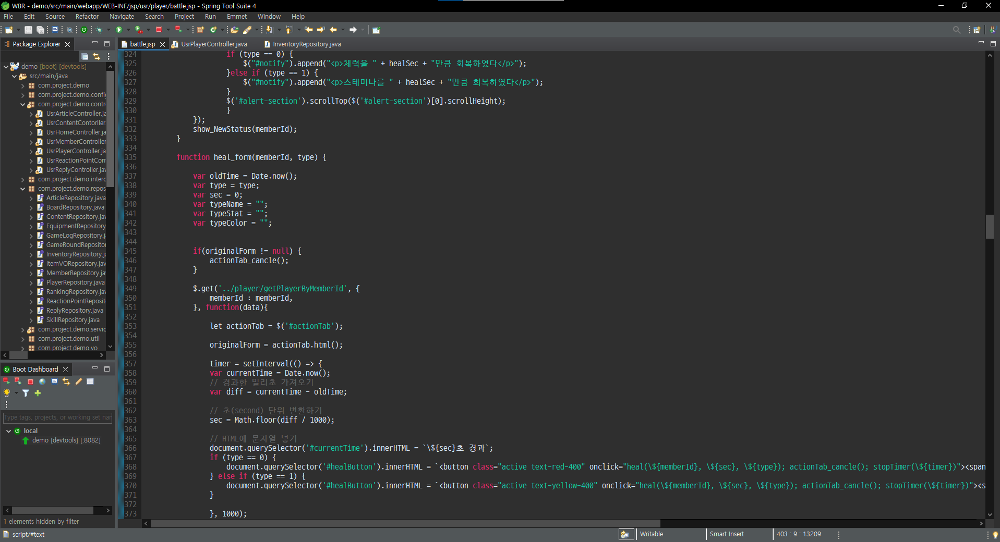 WBR - demo/src/main/webapp/WEB-INF/jsp/usr/player/battle.jsp - Spring Tool Suite 4
File Edit Source Refactor Navigate Search Project Run Emmet Window Help
Package Explorer
demo [boot] [devtools]
src/main/java
com.project.demo
com.project.demo.confi
com.project.demo.contr
UsrArticleController.ja
UsrContentContorller
UsrHomeController.ja
UsrMemberController
UsrPlayerController.ja
UsrReactionPointCon
UsrReplyController.jav
com.project.demo.interc
com.project.demo.repos
ArticleRepository.java
BoardRepository.java
ContentRepository.jav
EquipmentRepository
GameLogRepository.j
GameRoundRepositor
InventoryRepository.ja
ItemVORepository.jav
MemberRepository.ja
PlayerRepository.java
RankingRepository.jav
ReactionPointReposit
ReplyRepository.java
SkillRepository.java
com.project.demo.servic
com.project.demo.util
com.project.demo.vo
Boot Dashboard
Type tags, projects, or working set nar
local
demo [devtools] [:8082]
1 elements hidden by filter
battle.jsp UsrPlayerController.java InventoryRepository.java
324 if (type == 0) {
325 $("#notify").append("<p>체력을 " + healSec + "만큼 회복하였다</p>");
326 }else if (type == 1) {
327 $("#notify").append("<p>스테미나를 " + healSec + "만큼 회복하였다</p>");
328 }
329 $('#alert-section').scrollTop($('#alert-section')[0].scrollHeight);
330 }
331 });
332 show_NewStatus(memberId);
333 }
334
335 function heal_form(memberId, type) {
336
337 var oldTime = Date.now();
338 var type = type;
339 var sec = 0;
340 var typeName = "";
341 var typeStat = "";
342 var typeColor = "";
343
344
345 if(originalForm != null) {
346 actionTab_cancle();
347 }
348
349 $.get('../player/getPlayerByMemberId', {
350 memberId : memberId,
351 }, function(data){
352
353 let actionTab = $('#actionTab');
354
355 originalForm = actionTab.html();
356
357 timer = setInterval(() => {
358 var currentTime = Date.now();
359 // 경과한 밀리초 가져오기
360 var diff = currentTime - oldTime;
361
362 // 초(second) 단위 변환하기
363 sec = Math.floor(diff / 1000);
364
365 // HTML에 문자열 넣기
366 document.querySelector('#currentTime').innerHTML = `\${sec}초 경과`;
367 if (type == 0) {
368 document.querySelector('#healButton').innerHTML = `<button class="active text-red-400" onclick="heal(\${memberId}, \${sec}, \${type}); actionTab_cancle(); stopTimer(\${timer})"><span
369 } else if (type == 1) {
370 document.querySelector('#healButton').innerHTML = `<button class="active text-yellow-400" onclick="heal(\${memberId}, \${sec}, \${type}); actionTab_cancle(); stopTimer(\${timer})"><s
371 }
372
373 }, 1000);
script/#text Writable Smart Insert 403 : 9 : 13209